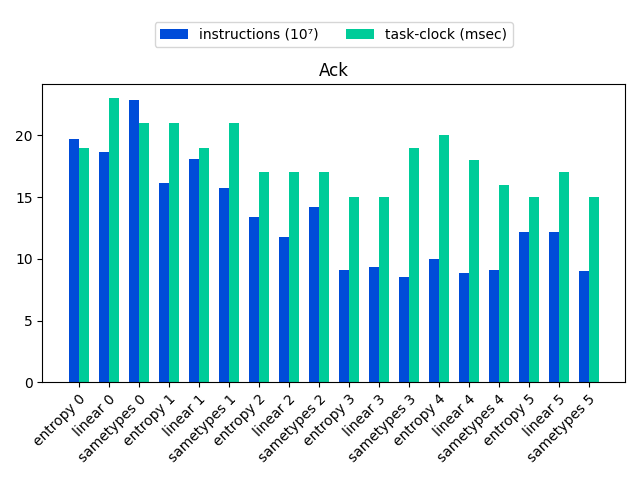 instructions (10⁷) task-clock (msec)
Ack
20
15
10
5
0
entropy 0
linear 0
sametypes 0
entropy 1
linear 1
sametypes 1
entropy 2
linear 2
sametypes 2
entropy 3
linear 3
sametypes 3
entropy 4
linear 4
sametypes 4
entropy 5
linear 5
sametypes 5